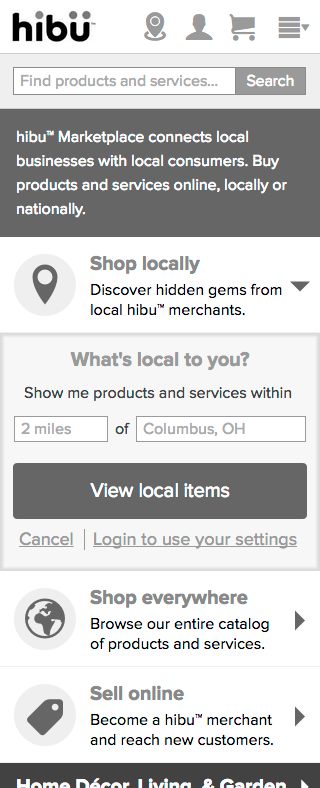 hibü™
Find products and services... Search
hibu™ Marketplace connects local
businesses with local consumers. Buy
products and services online, locally or
nationally.
Shop locally
Discover hidden gems from
local hibu™ merchants.
What's local to you?
Show me products and services within
2 miles of Columbus, OH
View local items
Cancel Login to use your settings
Shop everywhere
Browse our entire catalog
of products and services.
Sell online
Become a hibu™ merchant
and reach new customers.
Home Décor, Living, & Garden